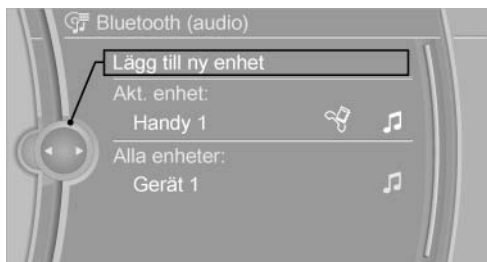 Bluetooth (audio)
Lägg till ny enhet
Akt. enhet:
Handy 1
Alla enheter:
Gerät 1